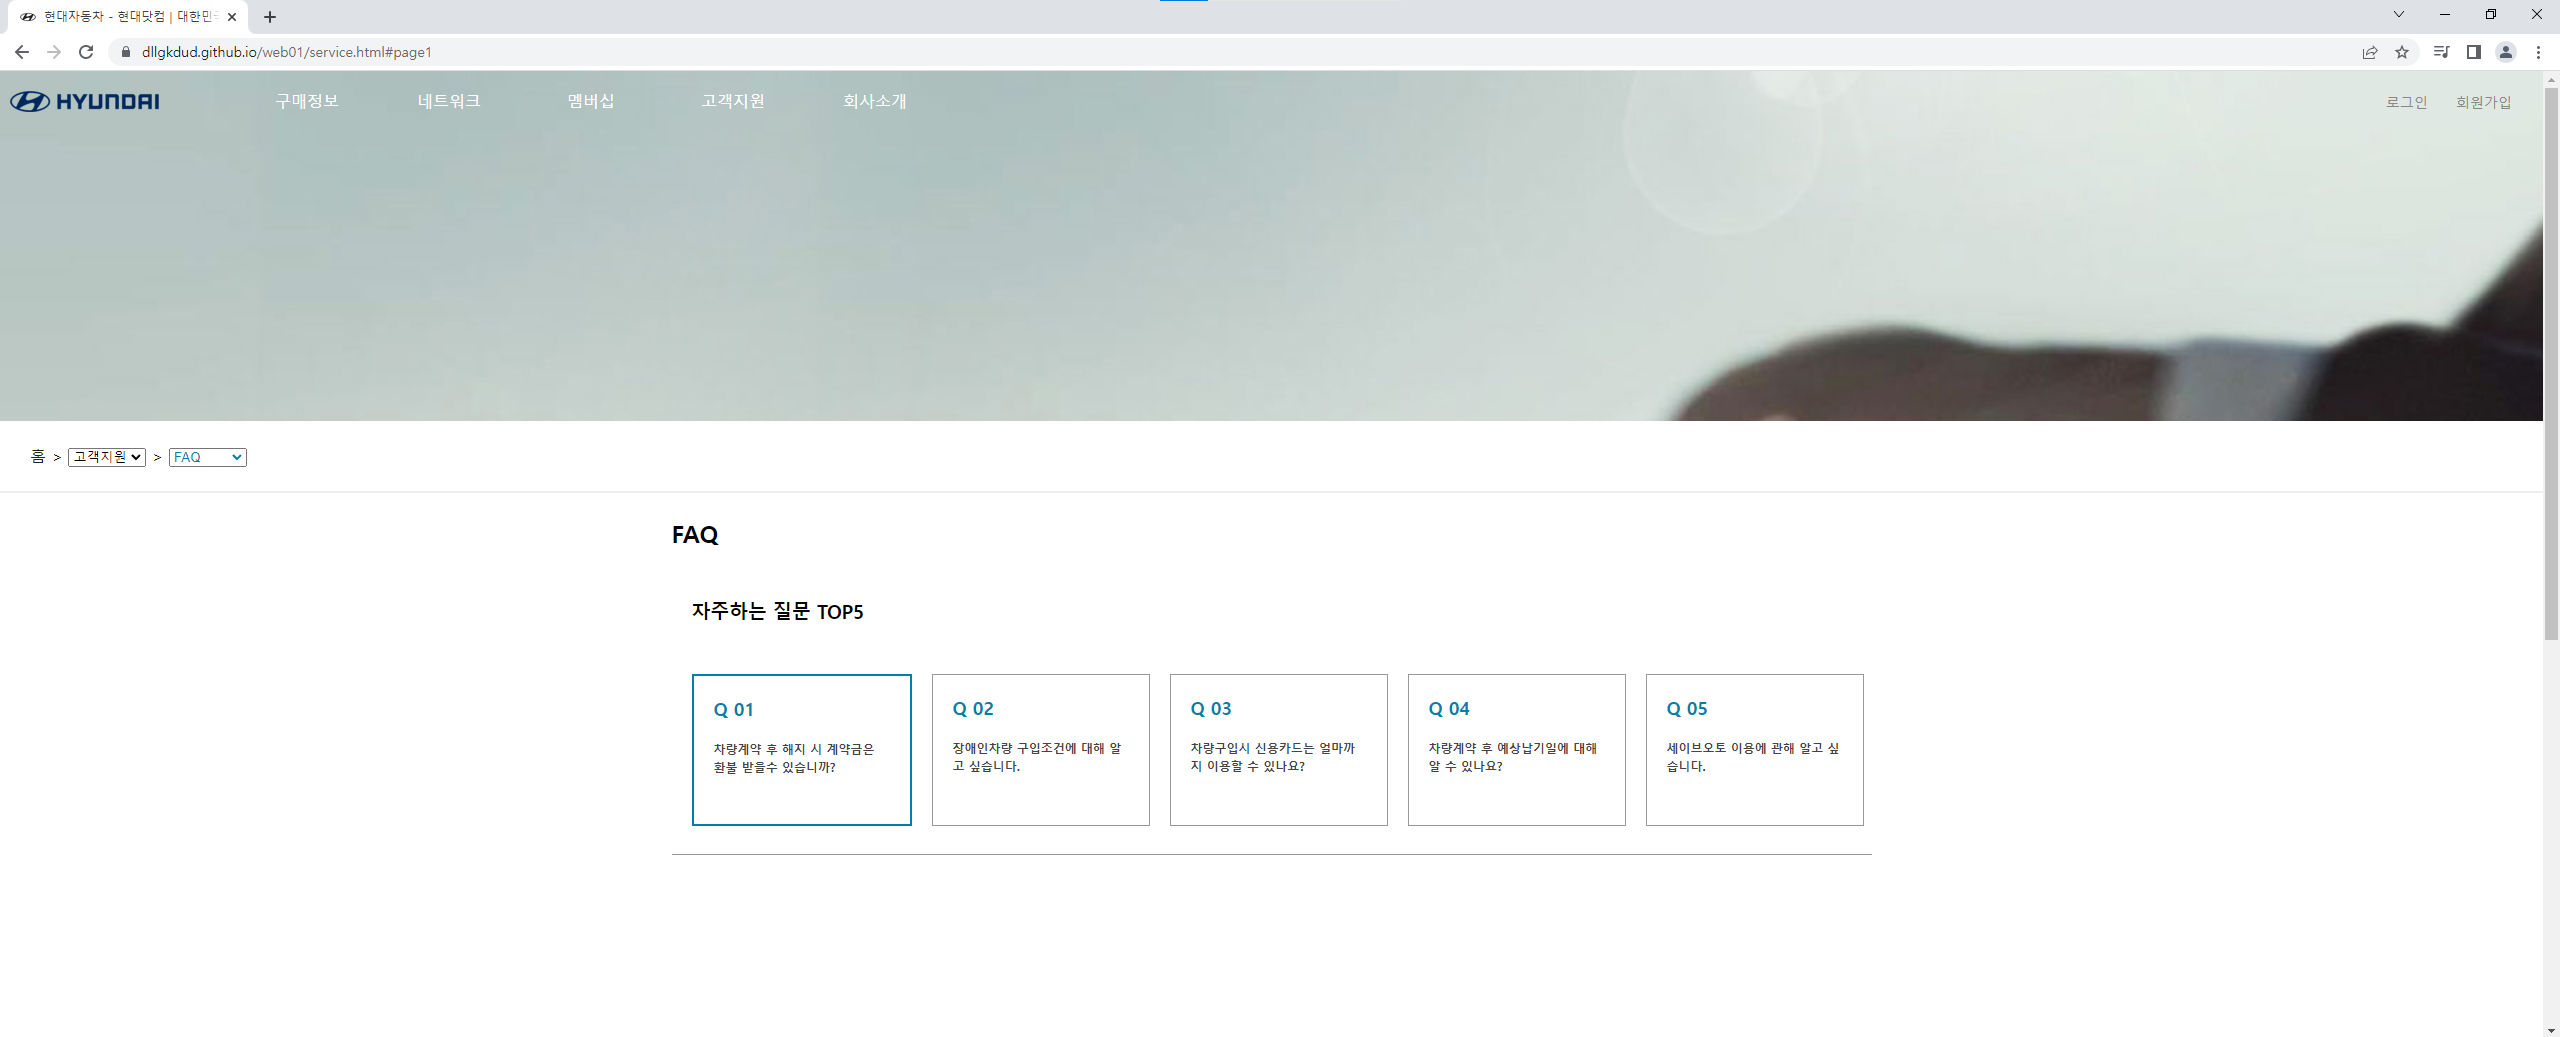 현대자동차 - 현대닷컴 | 대한민국
dllgkdud.github.io/web01/service.html#page1
HYUNDAI 구매정보 네트워크 멤버십 고객지원 회사소개 로그인 회원가입
홈 > 고객지원 > FAQ
FAQ
자주하는 질문 TOP5
Q 01
차량계약 후 해지 시 계약금은
환불 받을수 있습니까?
Q 02
장애인차량 구입조건에 대해 알
고 싶습니다.
Q 03
차량구입시 신용카드는 얼마까
지 이용할 수 있나요?
Q 04
차량계약 후 예상납기일에 대해
알 수 있나요?
Q 05
세이브오토 이용에 관해 알고 싶
습니다.